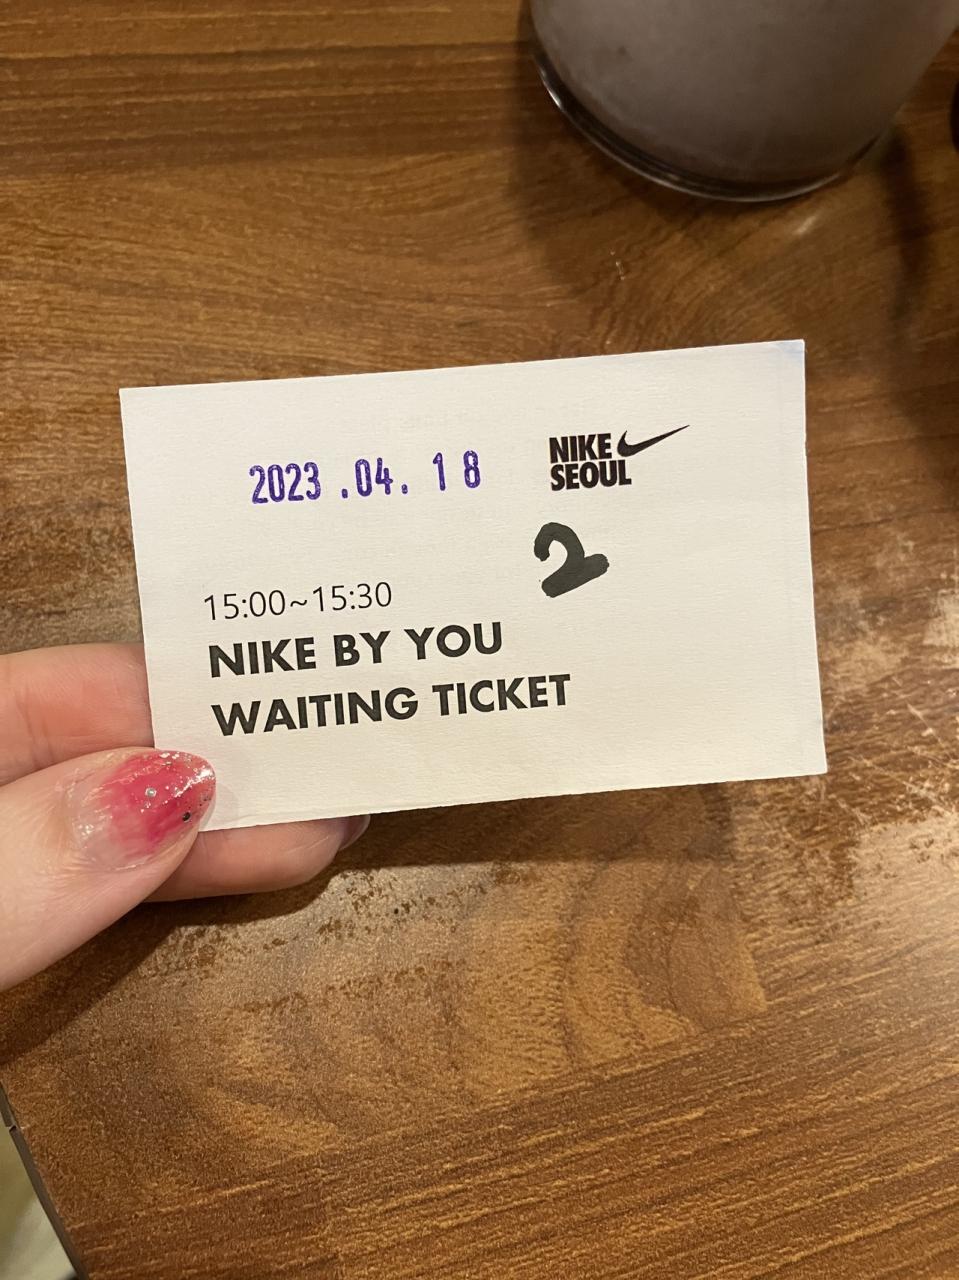 2023 .04. 18
NIKE
SEOUL
2
15:00~15:30
NIKE BY YOU
WAITING TICKET